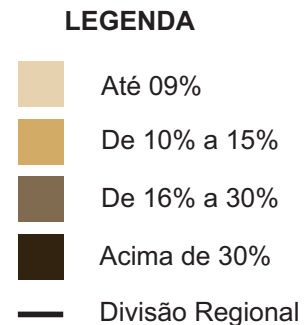 LEGENDA
Até 09%
De 10% a 15%
De 16% a 30%
Acima de 30%
Divisão Regional